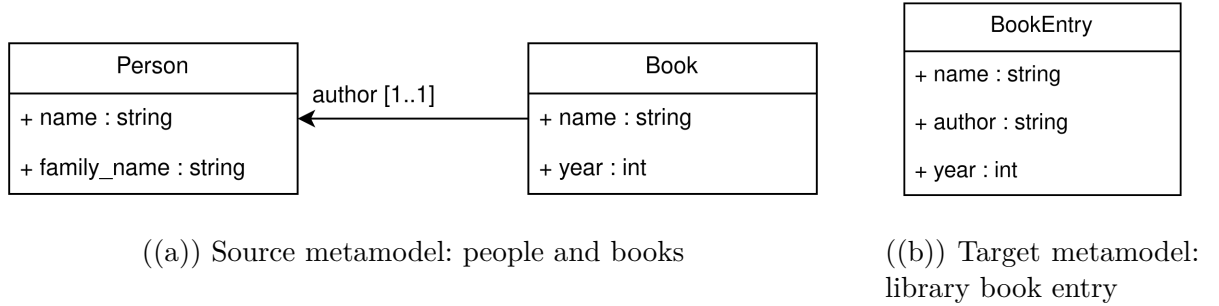 Person
+ name : string
+ family_name : string
author [1..1]
Book
+ name : string
+ year : int
BookEntry
+ name : string
+ author : string
+ year : int
((a)) Source metamodel: people and books
((b)) Target metamodel:
library book entry